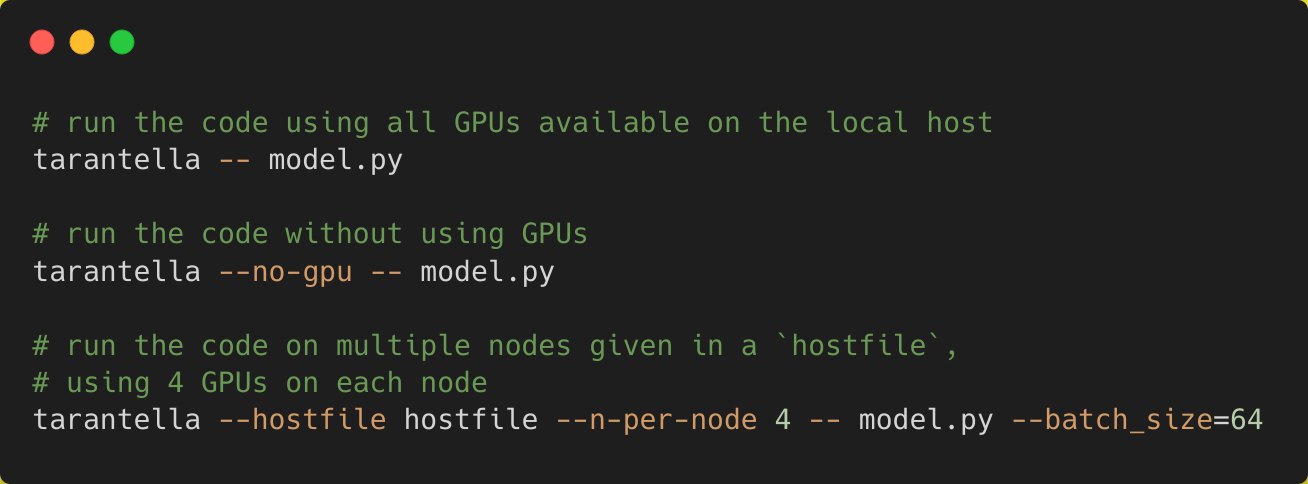 # run the code using all GPUs available on the local host
tarantella -- model.py
# run the code without using GPUs
tarantella --no-gpu -- model.py
# run the code on multiple nodes given in a `hostfile`,
# using 4 GPUs on each node
tarantella --hostfile hostfile --n-per-node 4 -- model.py --batch_size=64